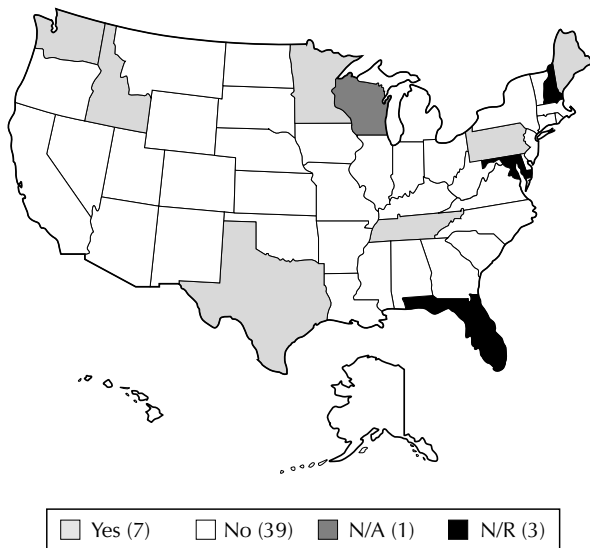 Yes (7) No (39) N/A (1) N/R (3)